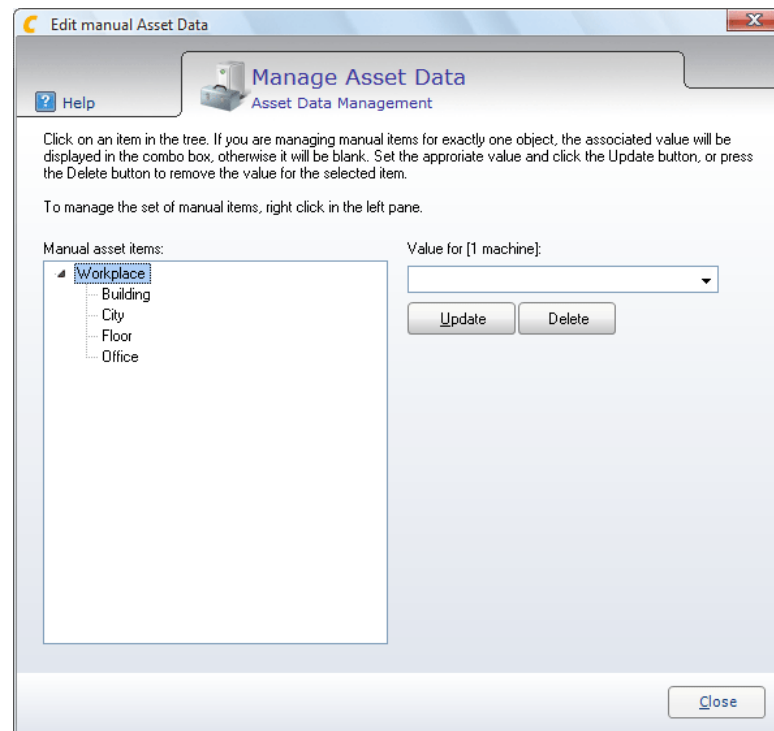 Edit manual Asset Data
Manage Asset Data
Help
Asset Data Management
Click on an item in the tree. If you are managing manual items for exactly one object, the associated value will be
displayed in the combo box, otherwise it will be blank. Set the approriate value and click the Update button, or press
the Delete button to remove the value for the selected item.
To manage the set of manual items, right click in the left pane.
Manual asset items:
Value for [1 machine]:
Workplace
Building
City
Floor
Office
Update
Delete
Close